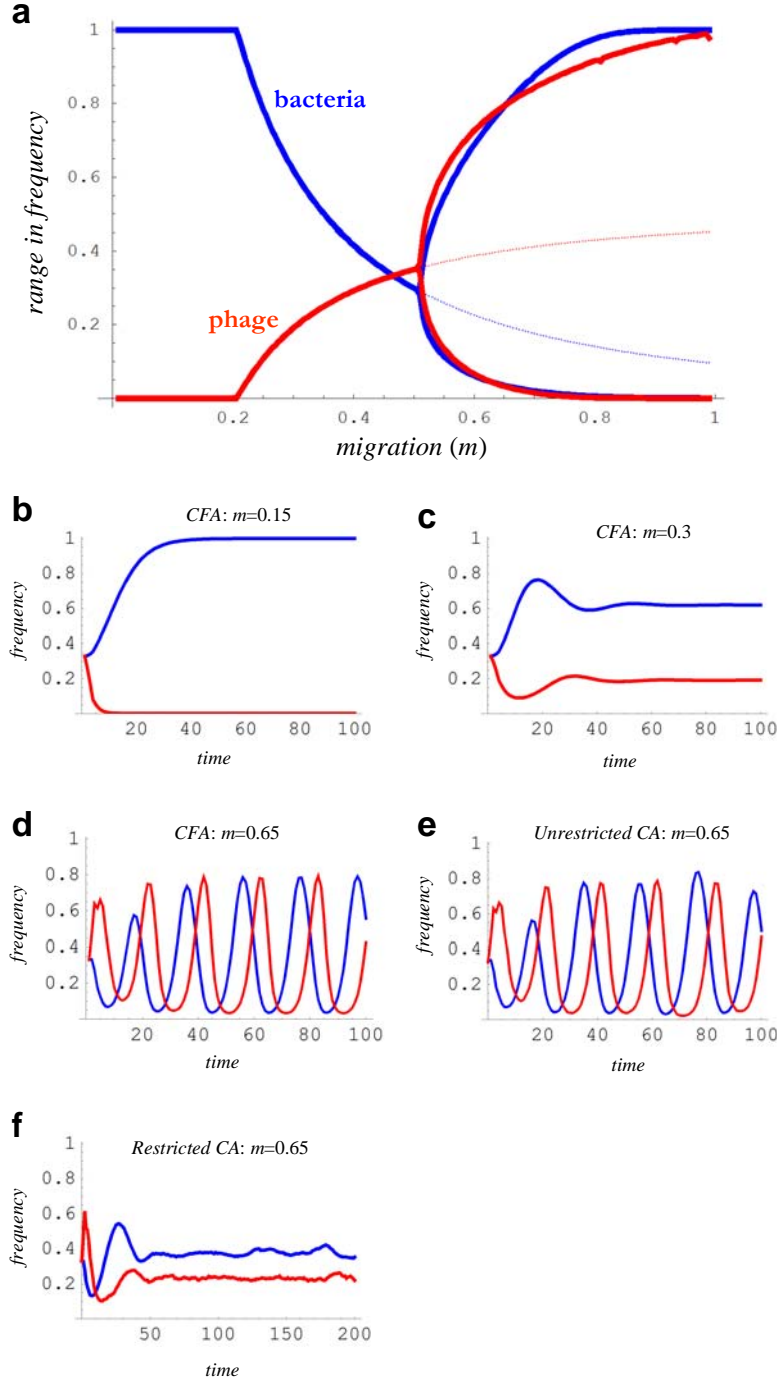 a
range in frequency
1
0.8
0.6
0.4
0.2
bacteria
phage
0.2 0.4 0.6 0.8 1
migration (m)
b
CFA: m=0.15
frequency
1
0.8
0.6
0.4
0.2
20 40 60 80 100
time
c
CFA: m=0.3
frequency
1
0.8
0.6
0.4
0.2
20 40 60 80 100
time
d
CFA: m=0.65
frequency
1
0.8
0.6
0.4
0.2
20 40 60 80 100
time
e
Unrestricted CA: m=0.65
frequency
1
0.8
0.6
0.4
0.2
20 40 60 80 100
time
f
Restricted CA: m=0.65
frequency
1
0.8
0.6
0.4
0.2
50 100 150 200
time